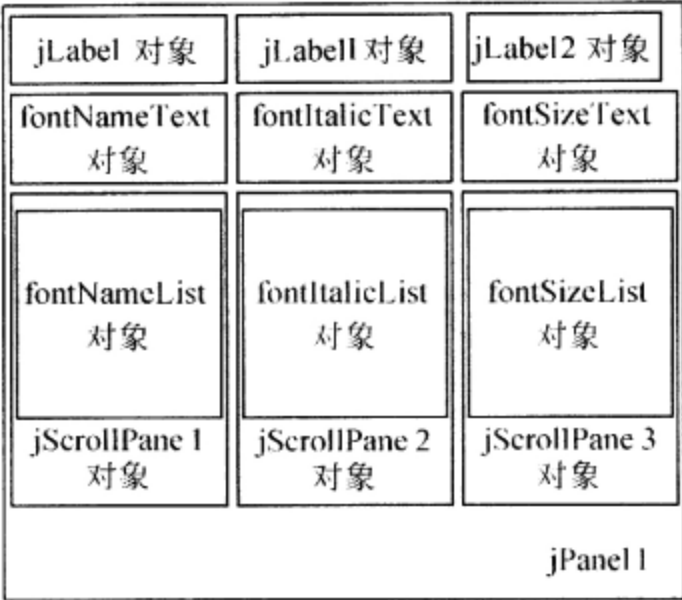 jLabel 对象
jLabel1 对象
jLabel2 对象
fontNameText
对象
fontItalicText
对象
fontSizeText
对象
fontNameList
对象
fontItalicList
对象
fontSizeList
对象
jScrollPane 1
对象
jScrollPane 2
对象
jScrollPane 3
对象
jPanel1